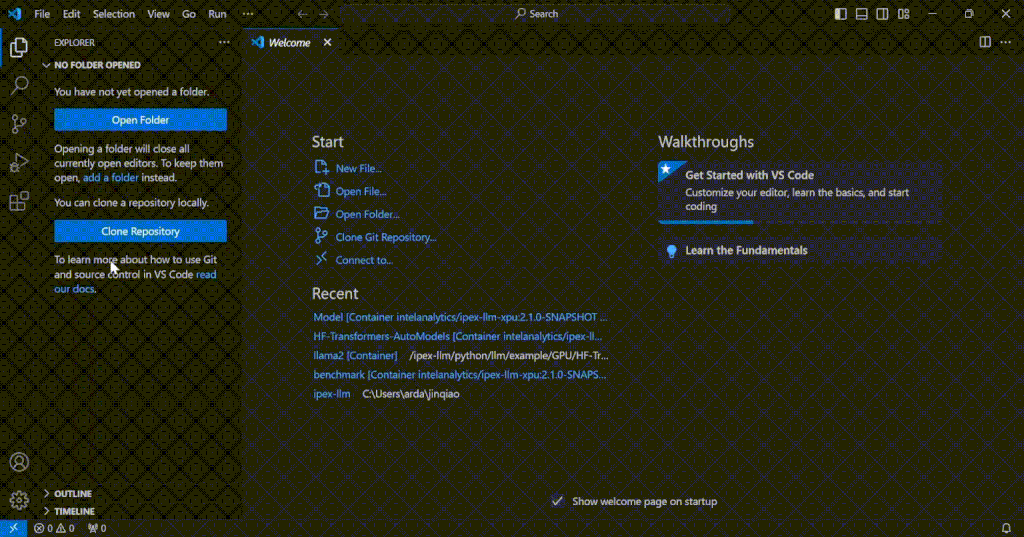 File Edit Selection View Go Run ···
Search
EXPLORER ···
NO FOLDER OPENED
You have not yet opened a folder.
Open Folder
Opening a folder will close all
currently open editors. To keep them
open, add a folder instead.
You can clone a repository locally.
Clone Repository
To learn more about how to use Git
and source control in VS Code read
our docs.
OUTLINE
TIMELINE
Welcome
Start
New File...
Open File...
Open Folder...
Clone Git Repository...
Connect to...
Recent
Model [Container intelanalytics/ipex-llm-xpu:2.1.0-SNAPSHOT ...
HF-Transformers-AutoModels [Container intelanalytics/ipex-ll...
llama2 [Container] /ipex-llm/python/llm/example/GPU/HF-Tr...
benchmark [Container intelanalytics/ipex-llm-xpu:2.1.0-SNAPS...
ipex-llm C:\Users\arda\jinqiao
Walkthroughs
Get Started with VS Code
Customize your editor, learn the basics, and start
coding
Learn the Fundamentals
Show welcome page on startup
0 0 0